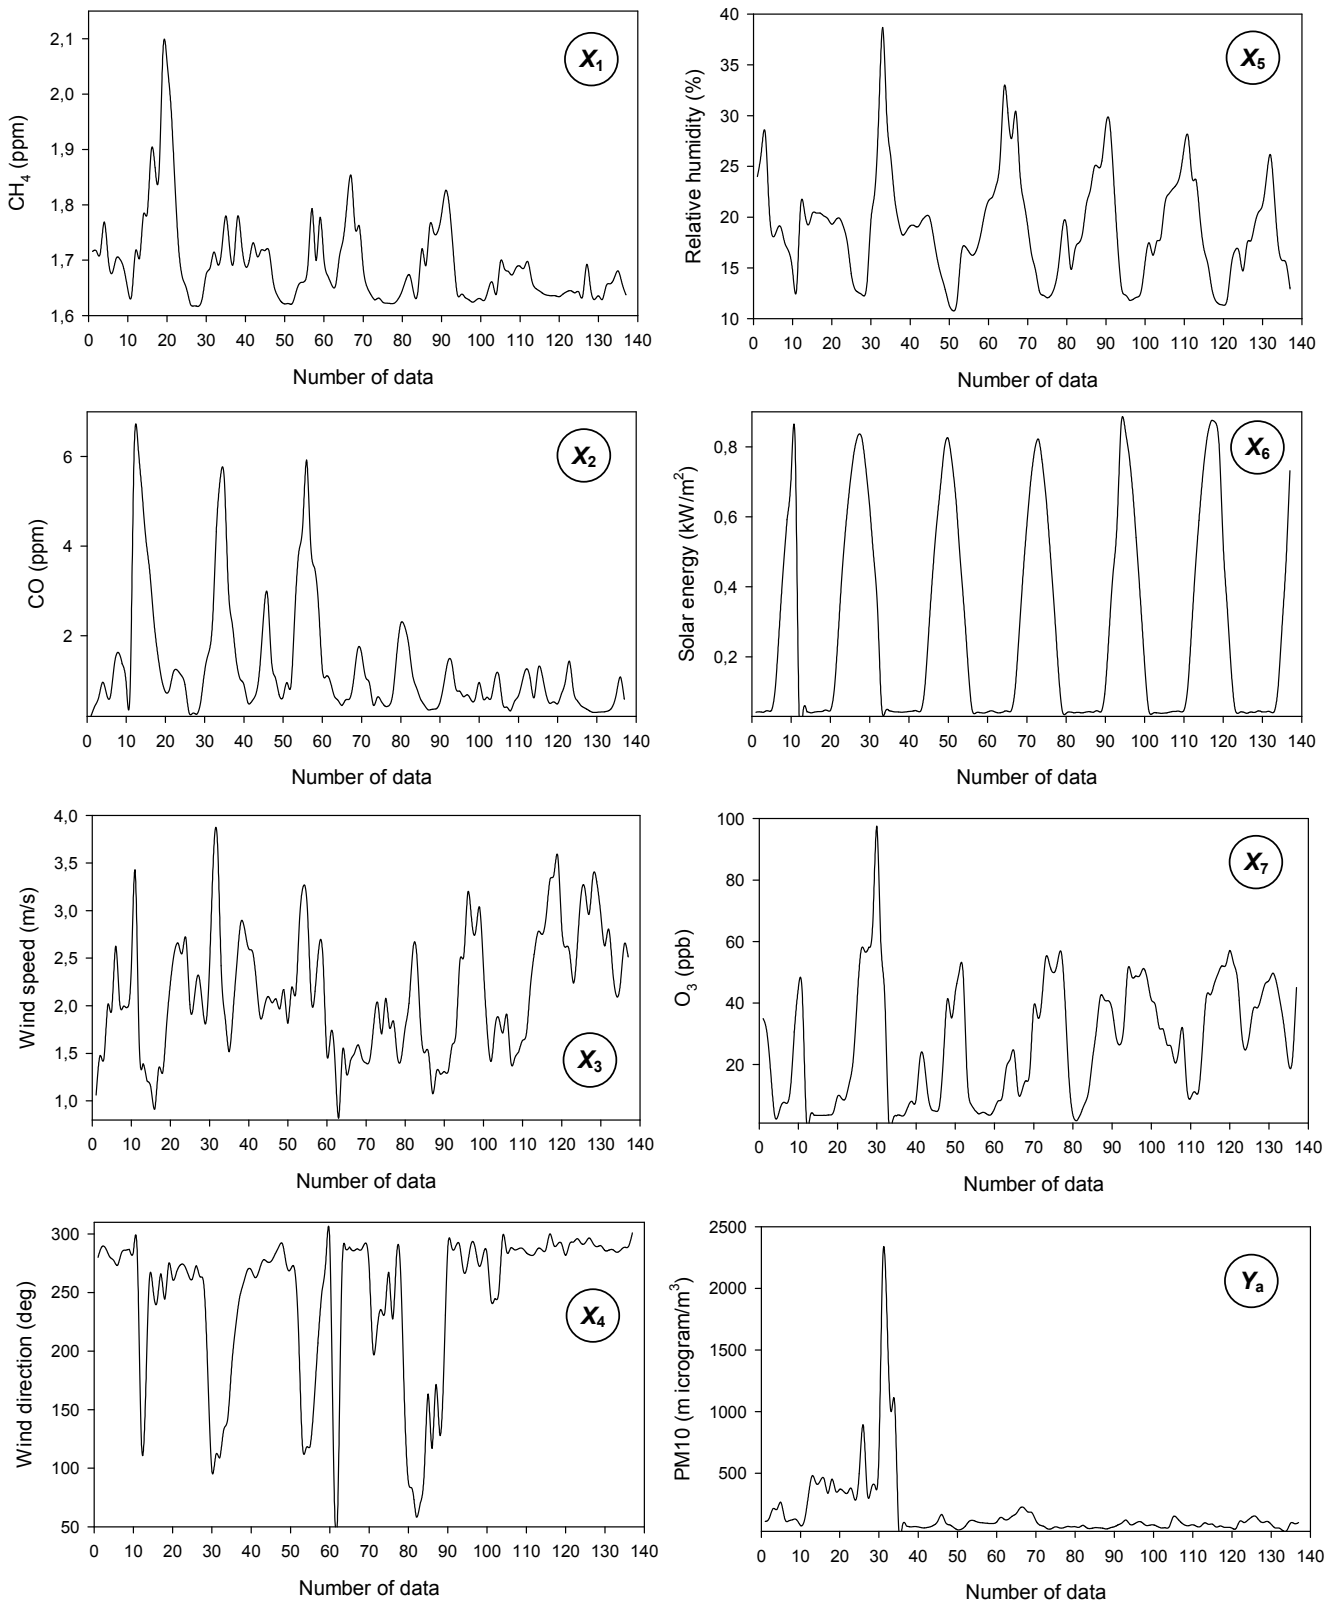 CH4 (ppm)
2,1
2,0
1,9
1,8
1,7
1,6
0 10 20 30 40 50 60 70 80 90 100 110 120 130 140
Number of data
X1
Relative humidity (%)
40
35
30
25
20
15
10
0 10 20 30 40 50 60 70 80 90 100 110 120 130 140
Number of data
X5
CO (ppm)
6
4
2
0 10 20 30 40 50 60 70 80 90 100 110 120 130 140
Number of data
X2
Solar energy (kW/m2)
0,8
0,6
0,4
0,2
0 10 20 30 40 50 60 70 80 90 100 110 120 130 140
Number of data
X6
Wind speed (m/s)
4,0
3,5
3,0
2,5
2,0
1,5
1,0
0 10 20 30 40 50 60 70 80 90 100 110 120 130 140
Number of data
X3
O3 (ppb)
100
80
60
40
20
0 10 20 30 40 50 60 70 80 90 100 110 120 130 140
Number of data
X7
Wind direction (deg)
300
250
200
150
100
50
0 10 20 30 40 50 60 70 80 90 100 110 120 130 140
Number of data
X4
PM10 (m icrogram/m3)
2500
2000
1500
1000
500
0 10 20 30 40 50 60 70 80 90 100 110 120 130 140
Number of data
Ya